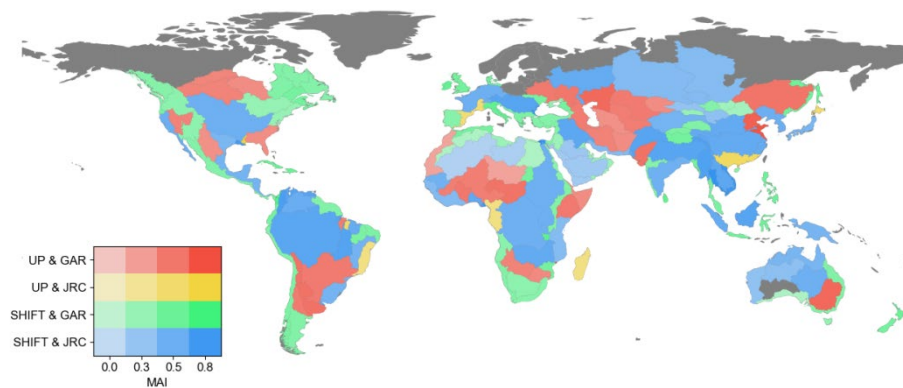 UP & GAR
UP & JRC
SHIFT & GAR
SHIFT & JRC
0.0 0.3 0.5 0.8
MAI